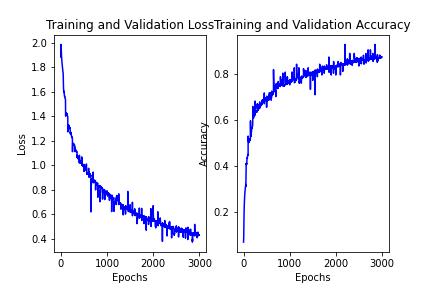 Training and Validation Loss
2.0
1.8
1.6
1.4
1.2
1.0
0.8
0.6
0.4
Loss
0 1000 2000 3000
Epochs
Training and Validation Accuracy
0.8
0.6
0.4
0.2
Accuracy
0 1000 2000 3000
Epochs